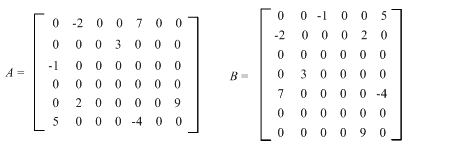 0 -2 0 0 7 0 0
0 0 0 3 0 0 0
A = -1 0 0 0 0 0 0
0 0 0 0 0 0 0
0 2 0 0 0 0 9
5 0 0 0 -4 0 0
0 0 -1 0 0 5
-2 0 0 0 2 0
0 0 0 0 0 0
B = 0 3 0 0 0 0
7 0 0 0 0 -4
0 0 0 0 0 0
0 0 0 0 9 0